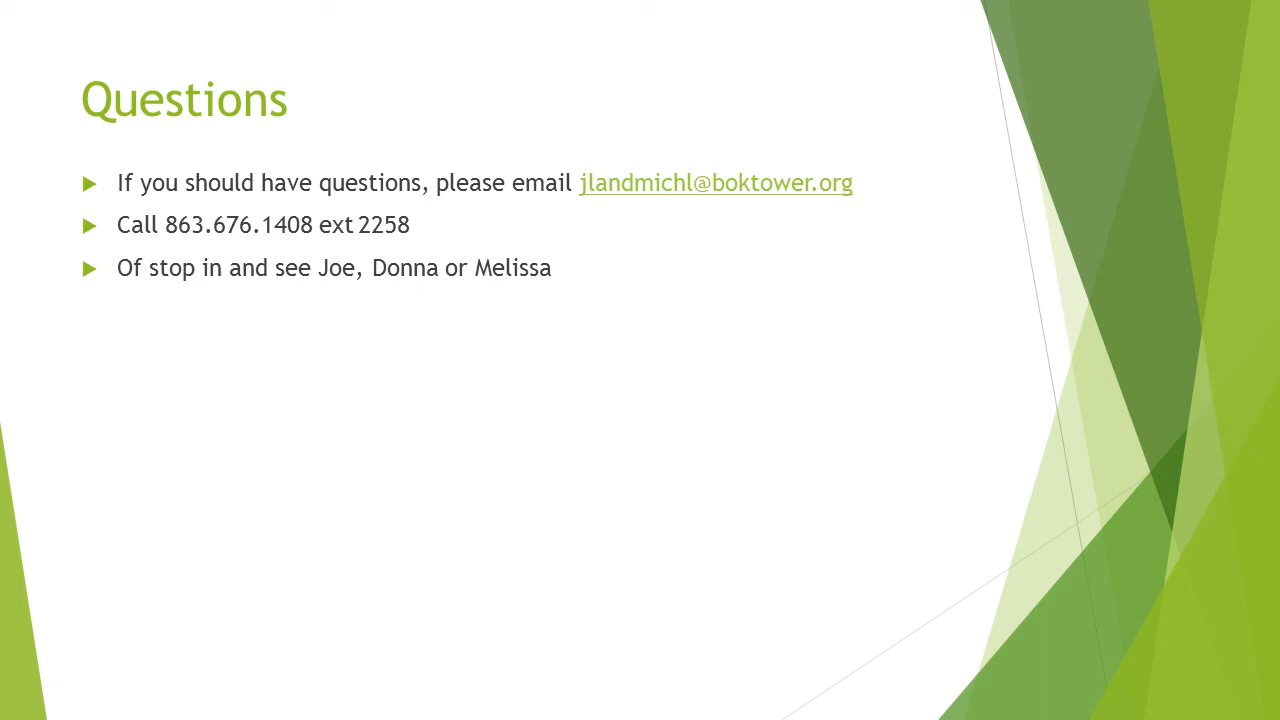 Questions
If you should have questions, please email jlandmichl@boktower.org
Call 863.676.1408 ext 2258
Of stop in and see Joe, Donna or Melissa